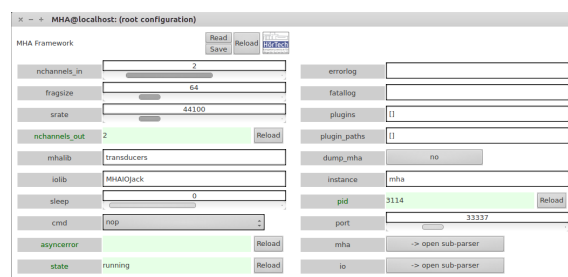 × − + MHA@localhost: (root configuration)
MHA Framework
Read
Save
Reload
HörTech
nchannels_in 2
fragsize 64
srate 44100
nchannels_out 2 Reload
mhalib transducers
iolib MHAIOJack
sleep 0
cmd nop
asyncerror Reload
state running Reload
errorlog
fatallog
plugins []
plugin_paths []
dump_mha no
instance mha
pid 3114 Reload
port 33337
mha -> open sub-parser
io -> open sub-parser